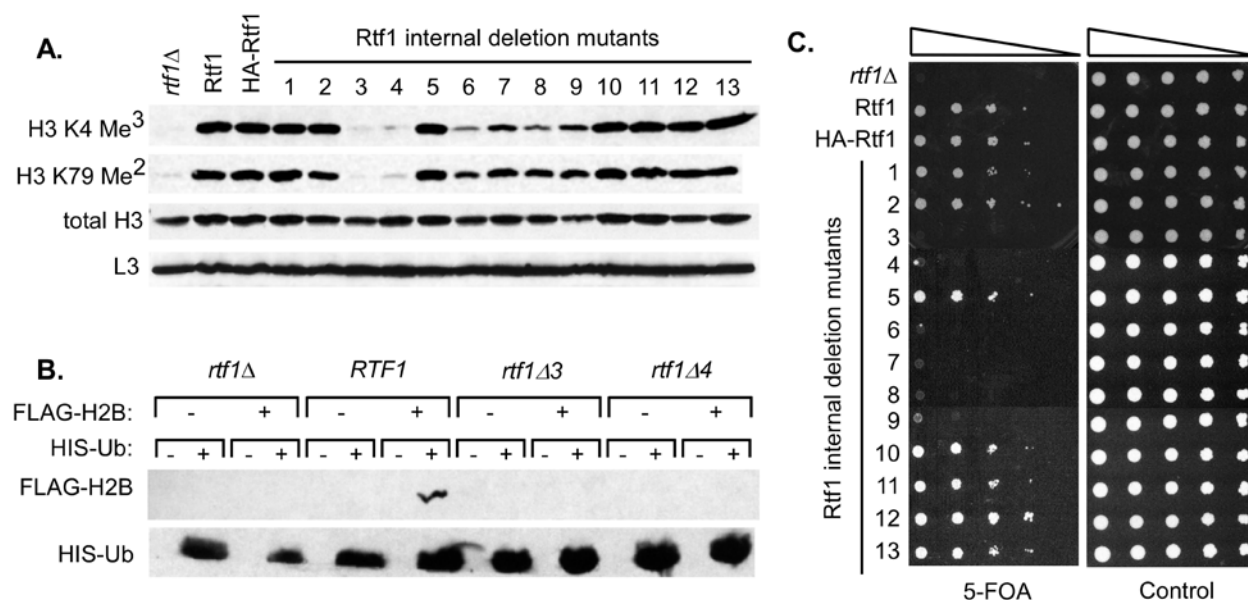 A.
rtf1Δ Rtf1 HA-Rtf1
Rtf1 internal deletion mutants
1 2 3 4 5 6 7 8 9 10 11 12 13
H3 K4 Me3
H3 K79 Me2
total H3
L3
B.
rtf1Δ RTF1 rtf1Δ3 rtf1Δ4
FLAG-H2B: - + - + - + - +
HIS-Ub: - + - + - + - + - + - + - + - +
FLAG-H2B
HIS-Ub
C.
rtf1Δ
Rtf1
HA-Rtf1
Rtf1 internal deletion mutants
1
2
3
4
5
6
7
8
9
10
11
12
13
5-FOA Control